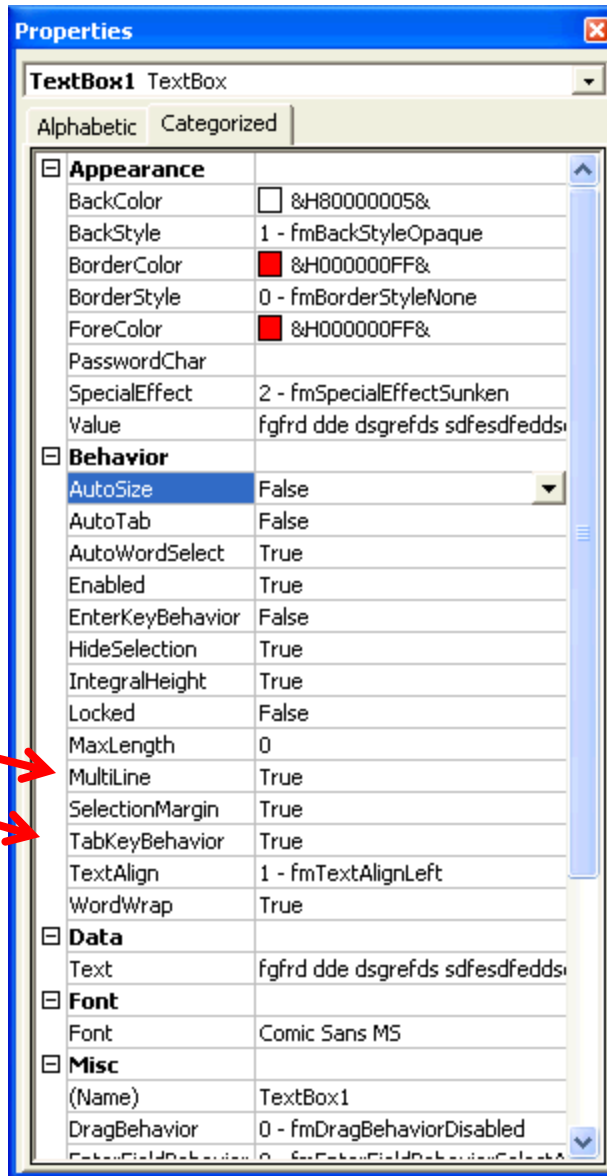 Properties
TextBox1 TextBox
Alphabetic Categorized
Appearance
BackColor &H80000005&
BackStyle 1 - fmBackStyleOpaque
BorderColor &H000000FF&
BorderStyle 0 - fmBorderStyleNone
ForeColor &H000000FF&
PasswordChar
SpecialEffect 2 - fmSpecialEffectSunken
Value fgfrd dde dsgrefds sdfesdfedds
Behavior
AutoSize False
AutoTab False
AutoWordSelect True
Enabled True
EnterKeyBehavior False
HideSelection True
IntegralHeight True
Locked False
MaxLength 0
MultiLine True
SelectionMargin True
TabKeyBehavior True
TextAlign 1 - fmTextAlignLeft
WordWrap True
Data
Text fgfrd dde dsgrefds sdfesdfedds
Font
Font Comic Sans MS
Misc
(Name) TextBox1
DragBehavior 0 - fmDragBehaviorDisabled